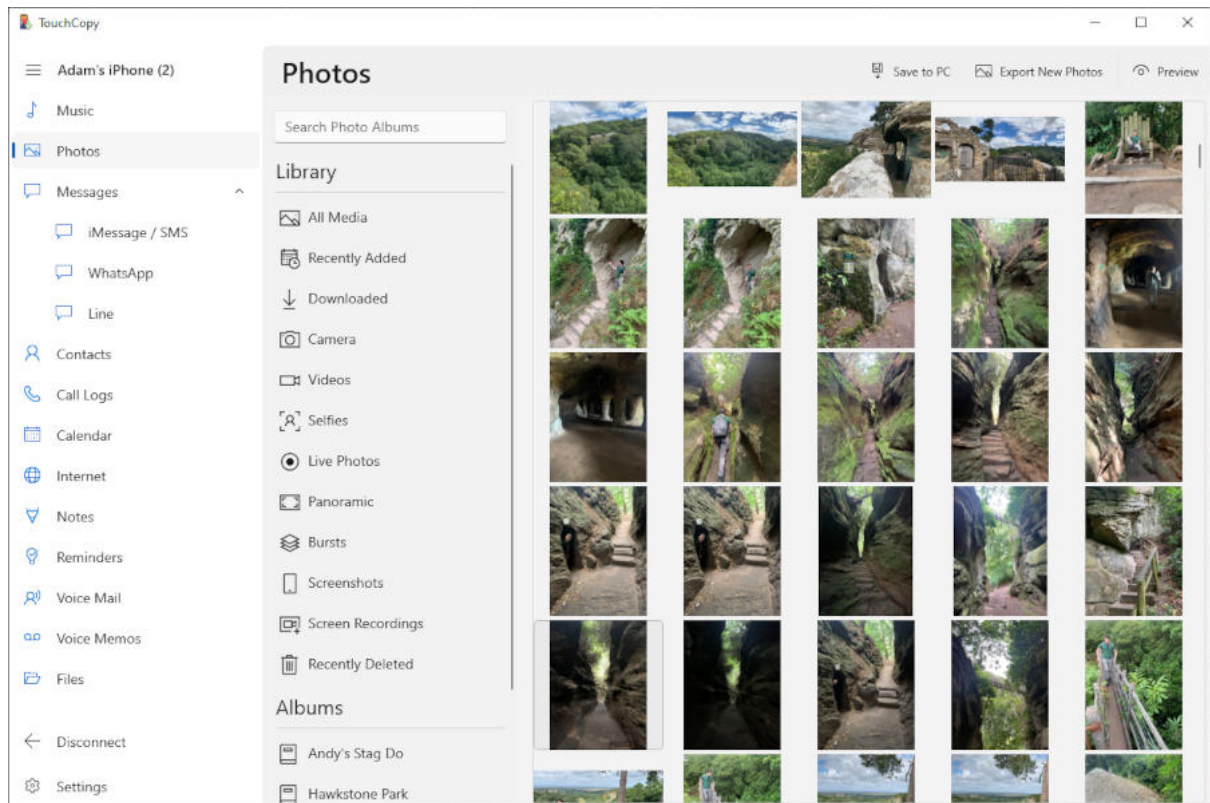 TouchCopy
Adam's iPhone (2)
Music
Photos
Messages
iMessage / SMS
WhatsApp
Line
Contacts
Call Logs
Calendar
Internet
Notes
Reminders
Voice Mail
Voice Memos
Files
Disconnect
Settings
Photos
Save to PC
Export New Photos
Preview
Search Photo Albums
Library
All Media
Recently Added
Downloaded
Camera
Videos
Selfies
Live Photos
Panoramic
Bursts
Screenshots
Screen Recordings
Recently Deleted
Albums
Andy's Stag Do
Hawkstone Park